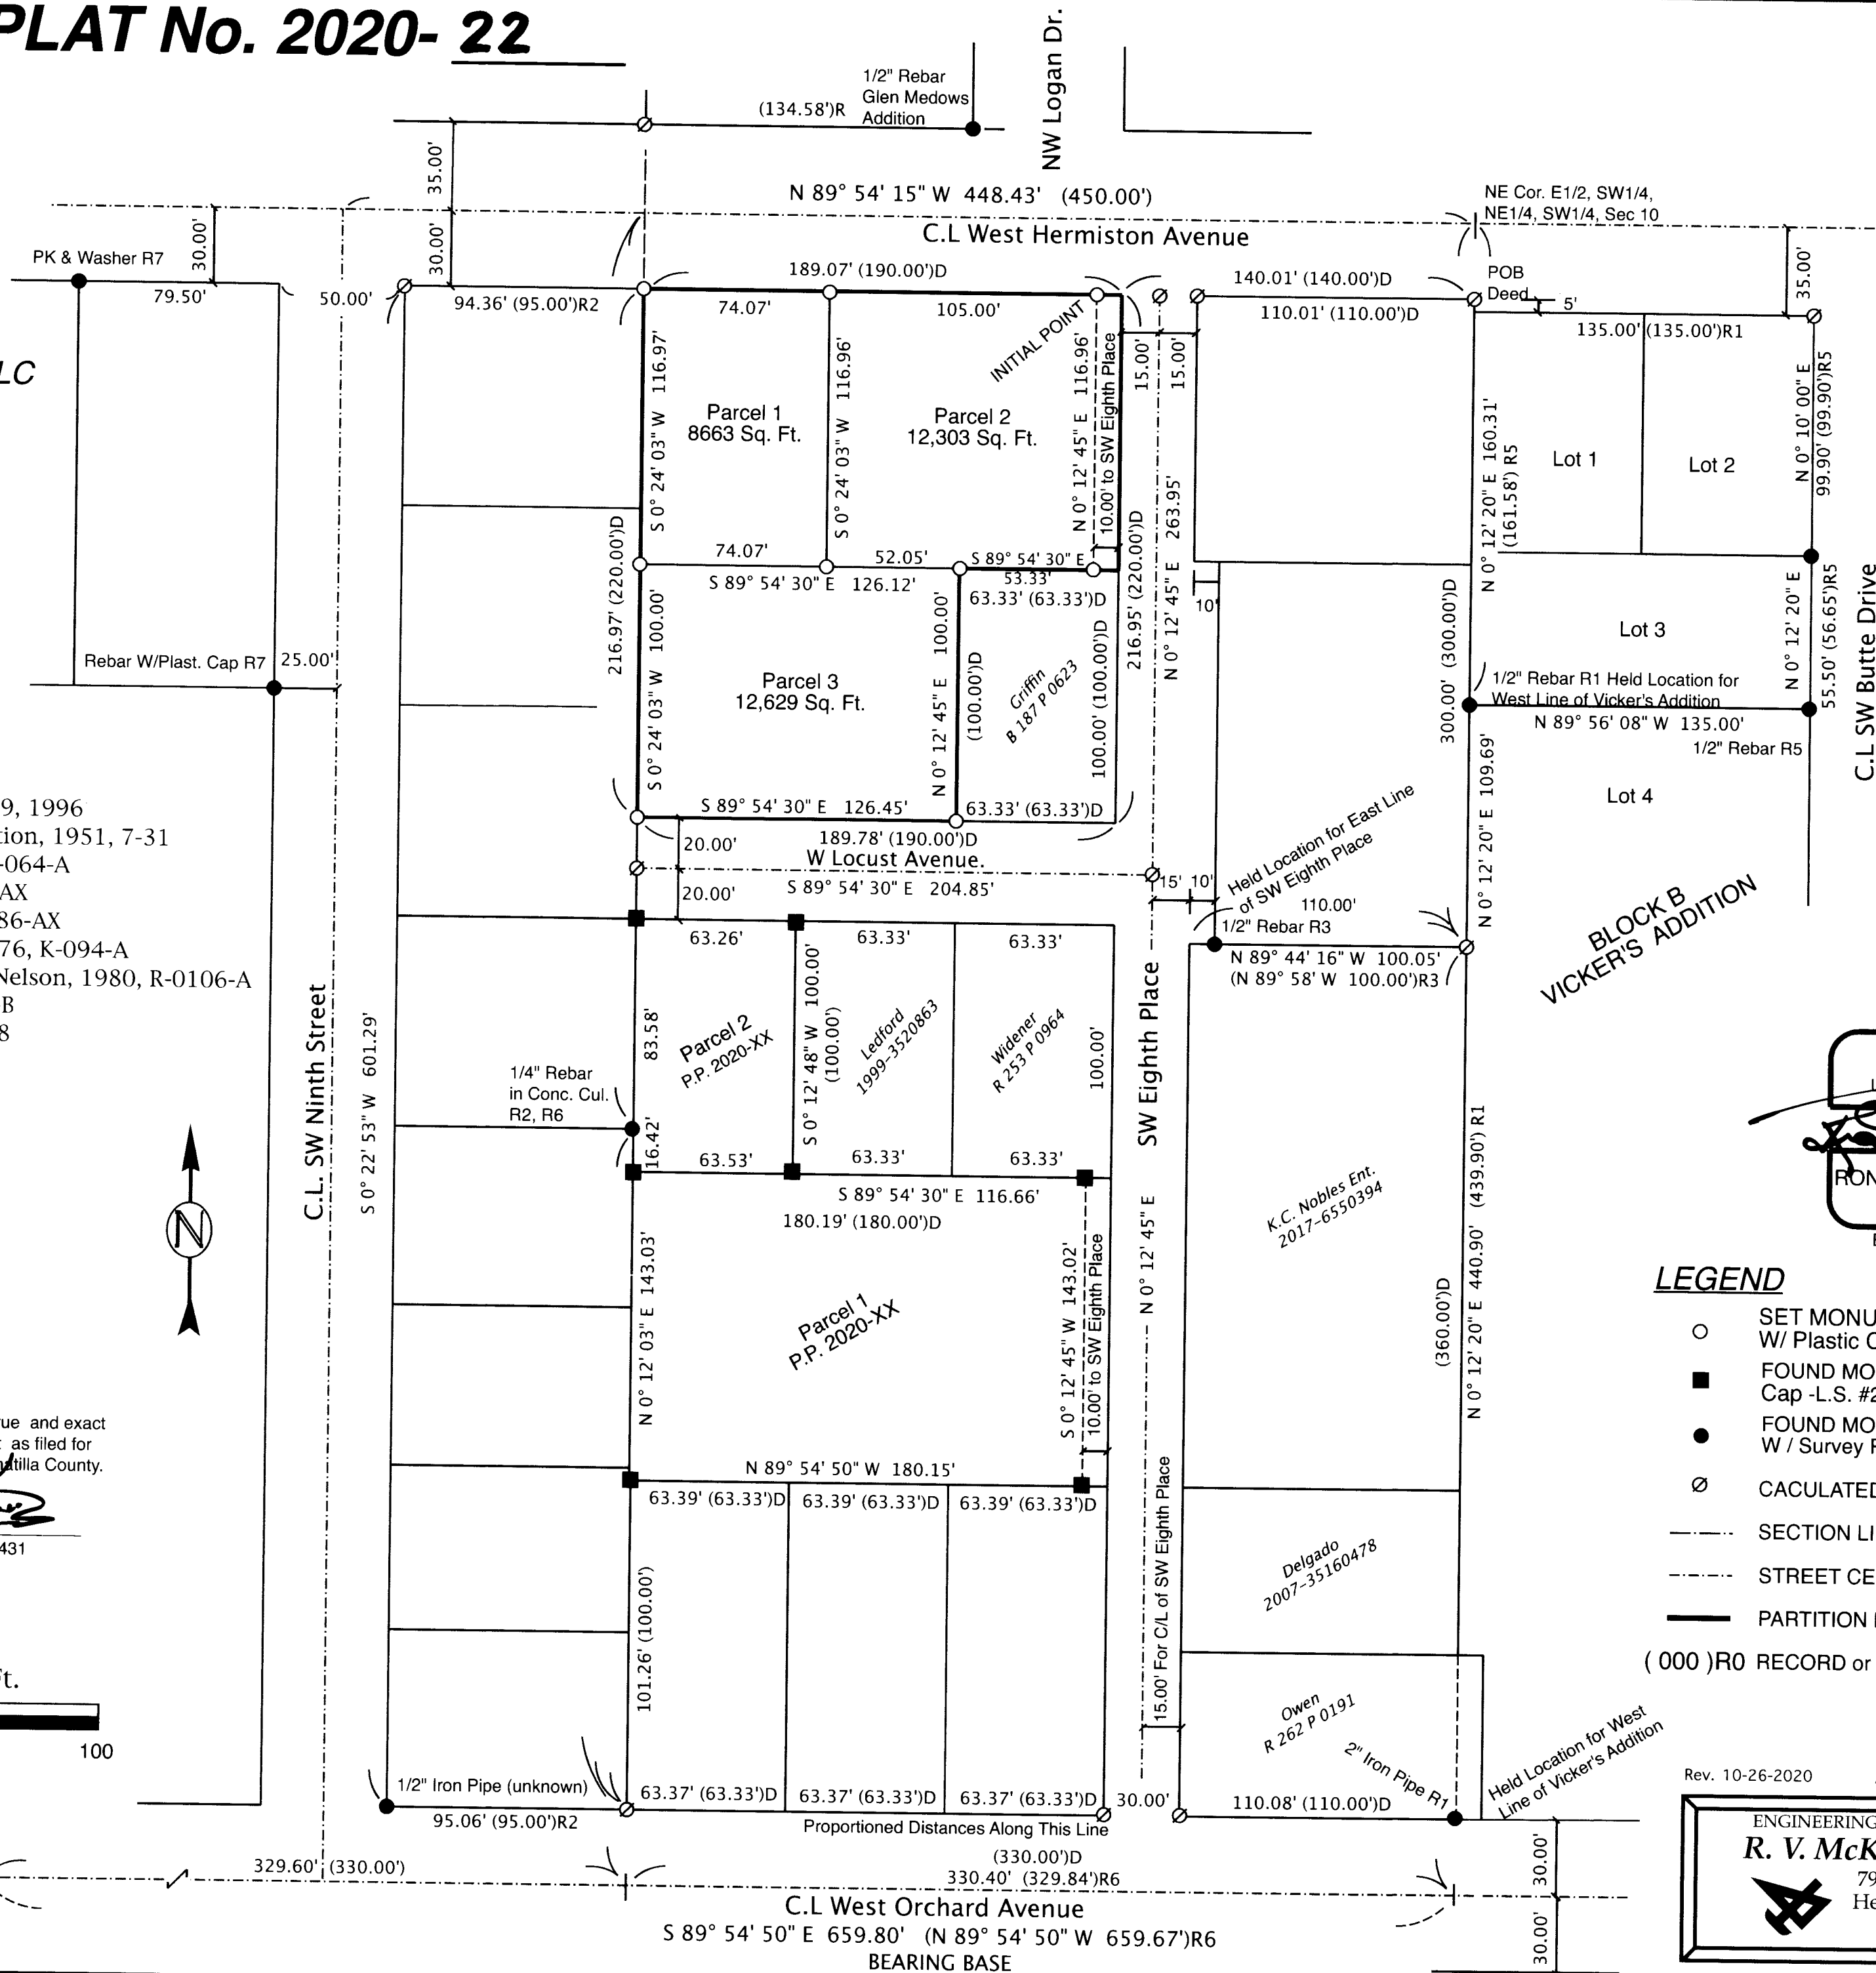 PLAT No. 2020- 22
1/2" Rebar
Glen Medows
Addition
(134.58')R
NW Logan Dr.
35.00'
30.00'
30.00'
N 89° 54' 15" W 448.43' (450.00')
C.L West Hermiston Avenue
NE Cor. E1/2, SW1/4,
NE1/4, SW1/4, Sec 10
PK & Washer R7
79.50'
50.00'
94.36' (95.00')R2
189.07' (190.00')D
74.07'
105.00'
INITIAL POINT
140.01' (140.00')D
110.01' (110.00')D
POB
Deed
5'
35.00'
135.00' (135.00')R1
LC
S 0° 24' 03" W 116.97'
Parcel 1
8663 Sq. Ft.
S 0° 24' 03" W 116.96'
Parcel 2
12,303 Sq. Ft.
N 0° 12' 45" E 116.96'
10.00' to SW Eighth Place
15.00'
15.00'
N 0° 12' 20" E 160.31'
(161.58') R5
Lot 1
Lot 2
N 0° 10' 00" E
99.90' (99.90')R5
74.07'
52.05'
S 89° 54' 30" E
53.33'
S 89° 54' 30" E 126.12'
63.33' (63.33')D
216.97' (220.00')D
S 0° 24' 03" W 100.00'
Parcel 3
12,629 Sq. Ft.
N 0° 12' 45" E 100.00'
(100.00')D
Griffin
B 187 P 0623
100.00' (100.00')D
216.95' (220.00')D
N 0° 12' 45" E 263.95'
10'
300.00' (300.00')D
Lot 3
N 0° 12' 20" E
55.50' (56.65')R5
C.L SW Butte Drive
Rebar W/Plast. Cap R7
25.00'
1/2" Rebar R1 Held Location for
West Line of Vicker's Addition
N 89° 56' 08" W 135.00'
1/2" Rebar R5
Lot 4
S 89° 54' 30" E 126.45'
63.33' (63.33')D
189.78' (190.00')D
20.00'
W Locust Avenue.
20.00'
S 89° 54' 30" E 204.85'
15'
10'
Held Location for East Line
of SW Eighth Place
N 0° 12' 20" E 109.69'
110.00'
1/2" Rebar R3
N 89° 44' 16" W 100.05'
(N 89° 58' W 100.00')R3
BLOCK B
VICKER'S ADDITION
9, 1996
tion, 1951, 7-31
-064-A
AX
86-AX
76, K-094-A
Nelson, 1980, R-0106-A
B
8
C.L. SW Ninth Street
S 0° 22' 53" W 601.29'
63.26'
63.33'
63.33'
83.58'
Parcel 2
P.P. 2020-XX
S 0° 12' 48" W 100.00'
(100.00')
Ledford
1999-3520863
Widener
R 253 P 0964
100.00'
SW Eighth Place
1/4" Rebar
in Conc. Cul.
R2, R6
16.42'
63.53'
63.33'
63.33'
S 89° 54' 30" E 116.66'
180.19' (180.00')D
N
N 0° 12' 03" E 143.03'
Parcel 1
P.P. 2020-XX
S 0° 12' 45" W 143.02'
10.00' to SW Eighth Place
N 0° 12' 45" E
K.C. Nobles Ent.
2017-6550394
(360.00')D
N 0° 12' 20" E 440.90' (439.90') R1
RON
LEGEND
SET MONU
W/ Plastic C
FOUND MO
Cap -L.S. #2
FOUND MO
W / Survey
CACULATED
SECTION LI
STREET CE
PARTITION
( 000 )R0 RECORD or
ue and exact
as filed for
atilla County.
431
N 89° 54' 50" W 180.15'
63.39' (63.33')D
63.39' (63.33')D
63.39' (63.33')D
101.26' (100.00')
15.00' For C/L of SW Eighth Place
Delgado
2007-35160478
Owen
R 262 P 0191
2" Iron Pipe R1
Held Location for West
Line of Vicker's Addition
Ft.
100
1/2" Iron Pipe (unknown)
95.06' (95.00')R2
63.37' (63.33')D
63.37' (63.33')D
63.37' (63.33')D
30.00'
110.08' (110.00')D
Proportioned Distances Along This Line
329.60' (330.00')
(330.00')D
330.40' (329.84')R6
30.00'
30.00'
C.L West Orchard Avenue
S 89° 54' 50" E 659.80' (N 89° 54' 50" W 659.67')R6
BEARING BASE
Rev. 10-26-2020
ENGINEERING
R. V. McK
79
He